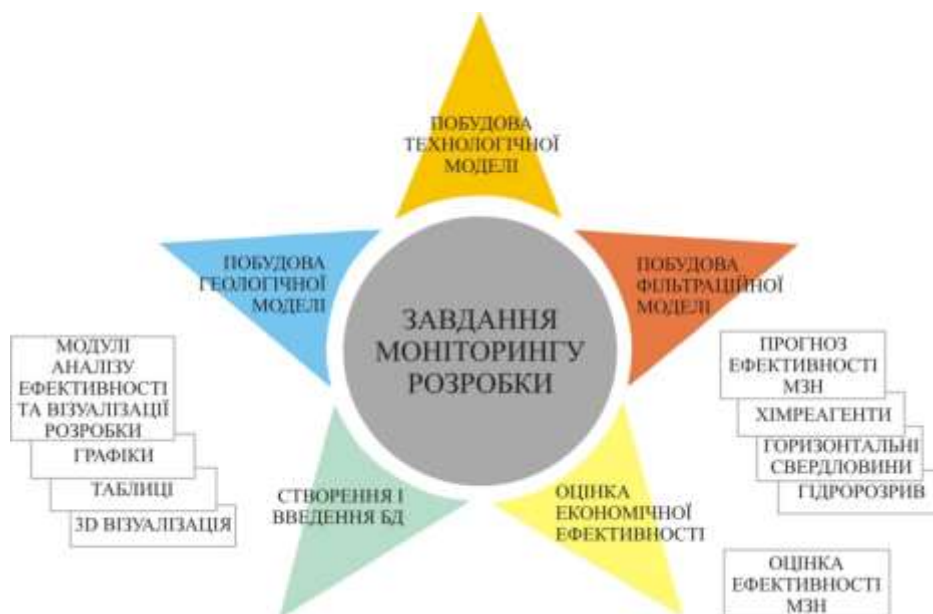 ПОБУДОВА
ТЕХНОЛОГІЧНОЇ
МОДЕЛІ
ПОБУДОВА
ГЕОЛОГІЧНОЇ
МОДЕЛІ
ПОБУДОВА
ФІЛЬТРАЦІЙНОЇ
МОДЕЛІ
ЗАВДАННЯ
МОНІТОРИНГУ
РОЗРОБКИ
МОДУЛІ
АНАЛІЗУ
ЕФЕКТИВНОСТІ
ТА ВІЗУАЛІЗАЦІЇ
РОЗРОБКИ
ГРАФІКИ
ТАБЛИЦІ
3D ВІЗУАЛІЗАЦІЯ
ПРОГНОЗ
ЕФЕКТИВНОСТІ
МЗН
ХІМРЕАГЕНТИ
ГОРИЗОНТАЛЬНІ
СВЕРДЛОВИНИ
ГІДРОРОЗРИВ
СТВОРЕННЯ І
ВВЕДЕННЯ БД
ОЦІНКА
ЕКОНОМІЧНОЇ
ЕФЕКТИВНОСТІ
ОЦІНКА
ЕФЕКТИВНОСТІ
МЗН